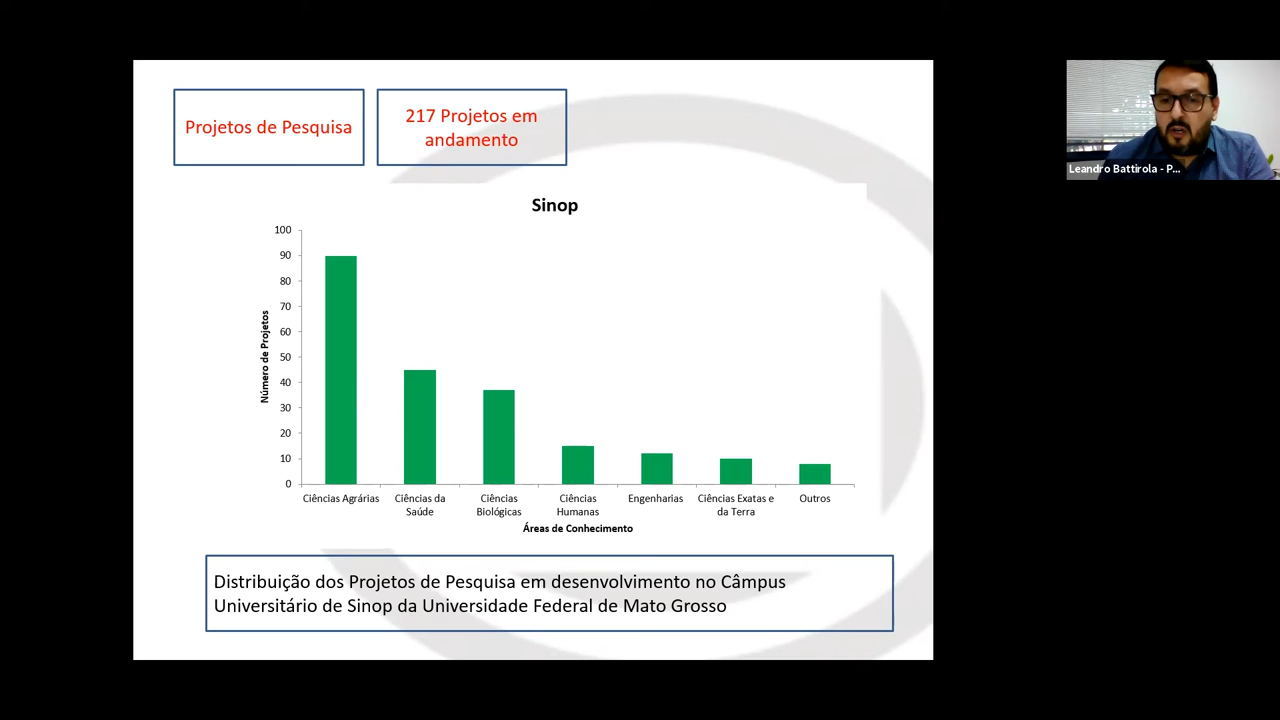 Projetos de Pesquisa
217 Projetos em
andamento
Leandro Battirola - P...
Sinop
Número de Projetos
100
90
80
70
60
50
40
30
20
10
0
Ciências Agrárias
Ciências da
Saúde
Ciências
Biológicas
Ciências
Humanas
Engenharias
Ciências Exatas e
da Terra
Outros
Áreas de Conhecimento
Distribuição dos Projetos de Pesquisa em desenvolvimento no Câmpus
Universitário de Sinop da Universidade Federal de Mato Grosso